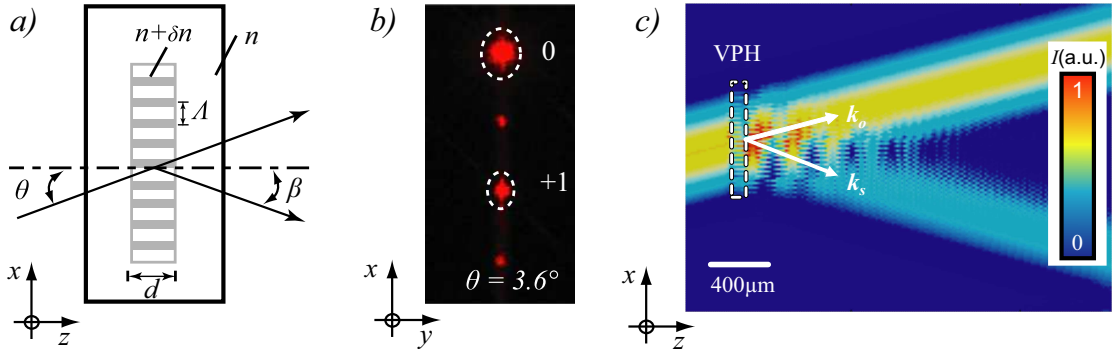 a)
n+δn
n
Λ
θ
β
d
x
z
b)
0
+1
θ = 3.6°
x
y
c)
VPH
I(a.u.)
1
0
k_o
k_s
400μm
x
z